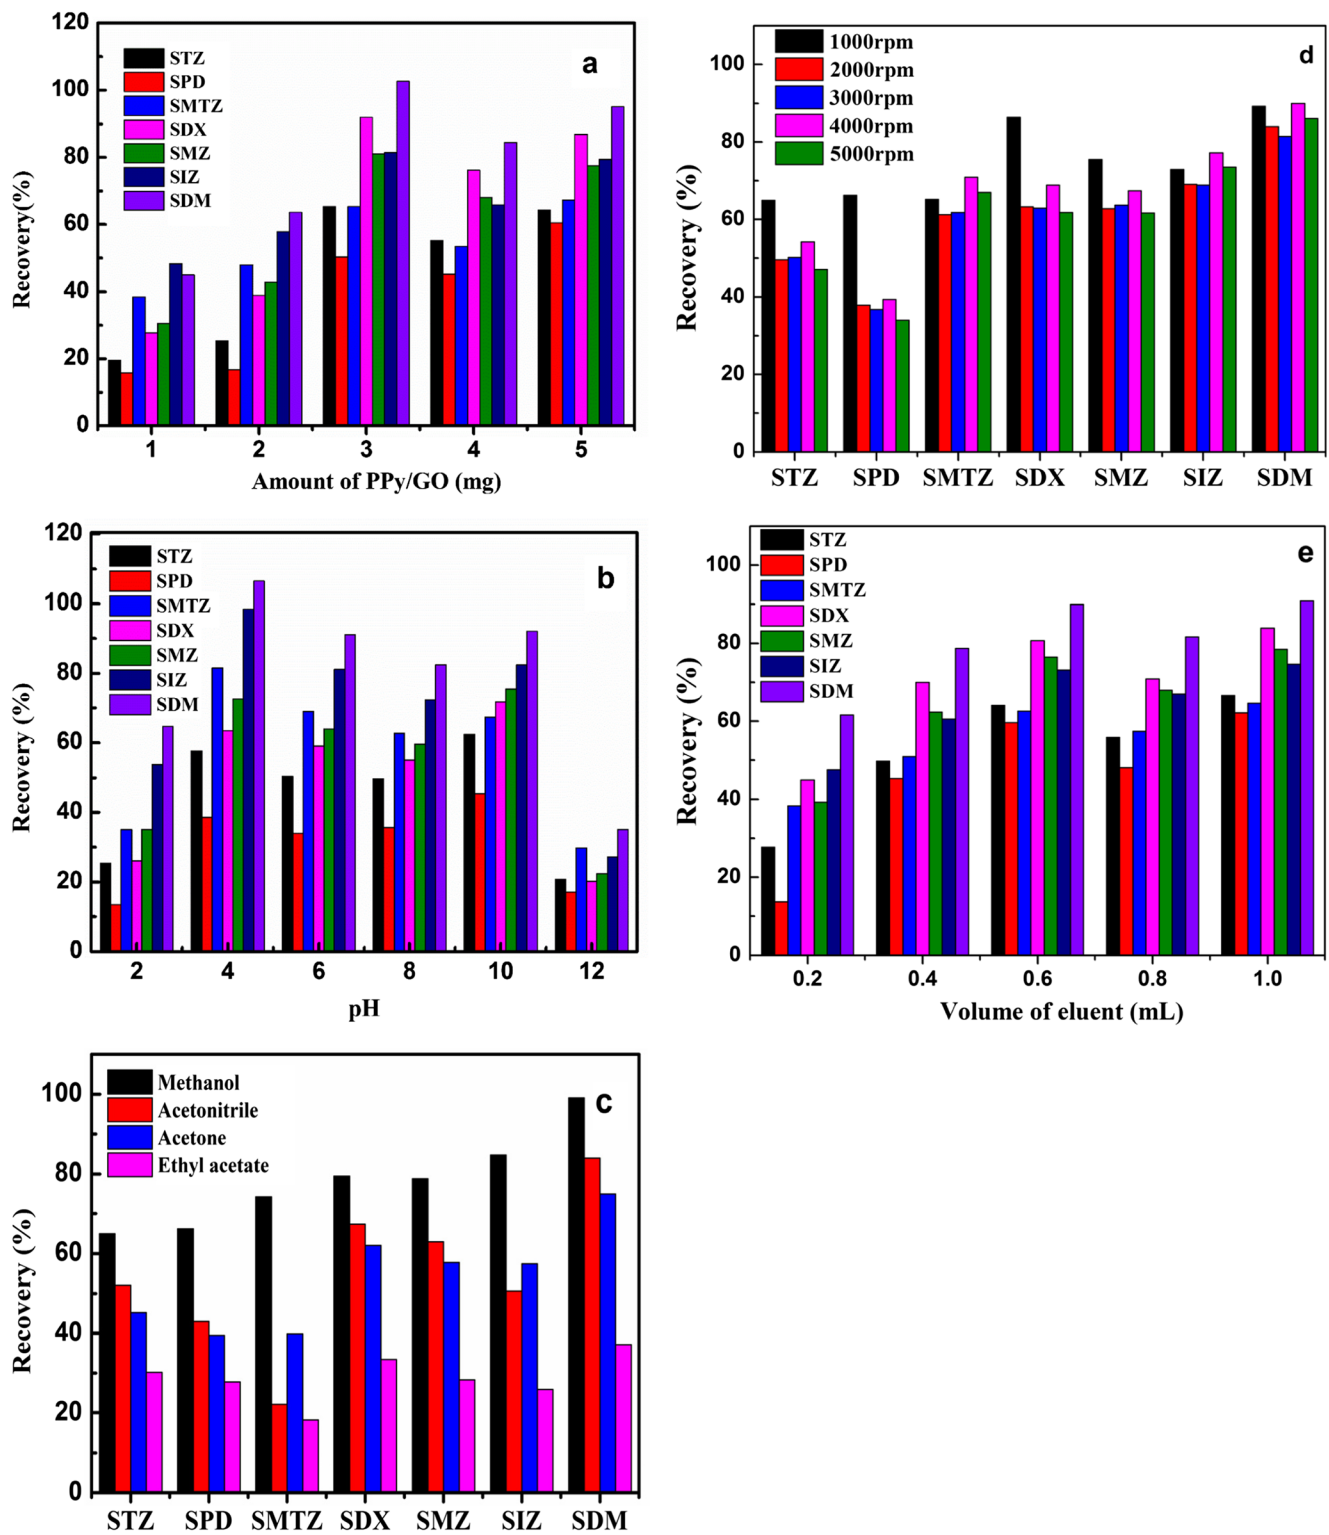 a
Recovery(%)
120
100
80
60
40
20
0
STZ
SPD
SMTZ
SDX
SMZ
SIZ
SDM
1 2 3 4 5
Amount of PPy/GO (mg)
d
Recovery (%)
100
80
60
40
20
0
1000rpm
2000rpm
3000rpm
4000rpm
5000rpm
STZ SPD SMTZ SDX SMZ SIZ SDM
b
Recovery (%)
120
100
80
60
40
20
0
STZ
SPD
SMTZ
SDX
SMZ
SIZ
SDM
2 4 6 8 10 12
pH
e
Recovery (%)
100
80
60
40
20
0
STZ
SPD
SMTZ
SDX
SMZ
SIZ
SDM
0.2 0.4 0.6 0.8 1.0
Volume of eluent (mL)
c
Recovery (%)
100
80
60
40
20
0
Methanol
Acetonitrile
Acetone
Ethyl acetate
STZ SPD SMTZ SDX SMZ SIZ SDM